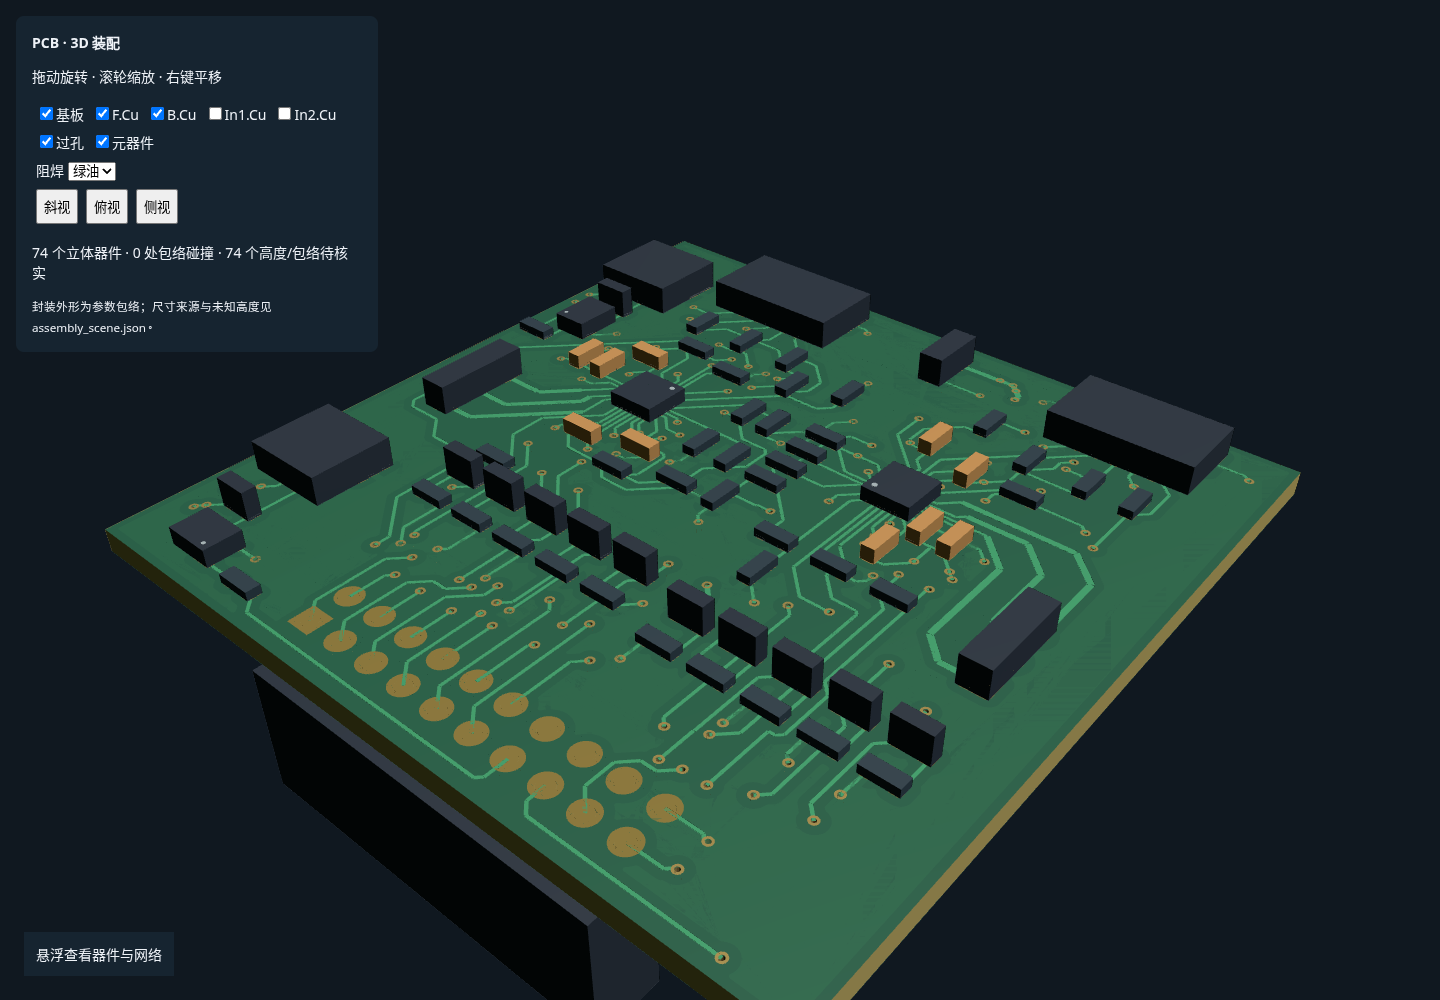 PCB · 3D 装配
拖动旋转 · 滚轮缩放 · 右键平移
基板 F.Cu B.Cu In1.Cu In2.Cu
过孔 元器件
阻焊 绿油
斜视 俯视 侧视
74 个立体器件 · 0 处包络碰撞 · 74 个高度/包络待核
实
封装外形为参数包络；尺寸来源与未知高度见
assembly_scene.json。
悬浮查看器件与网络